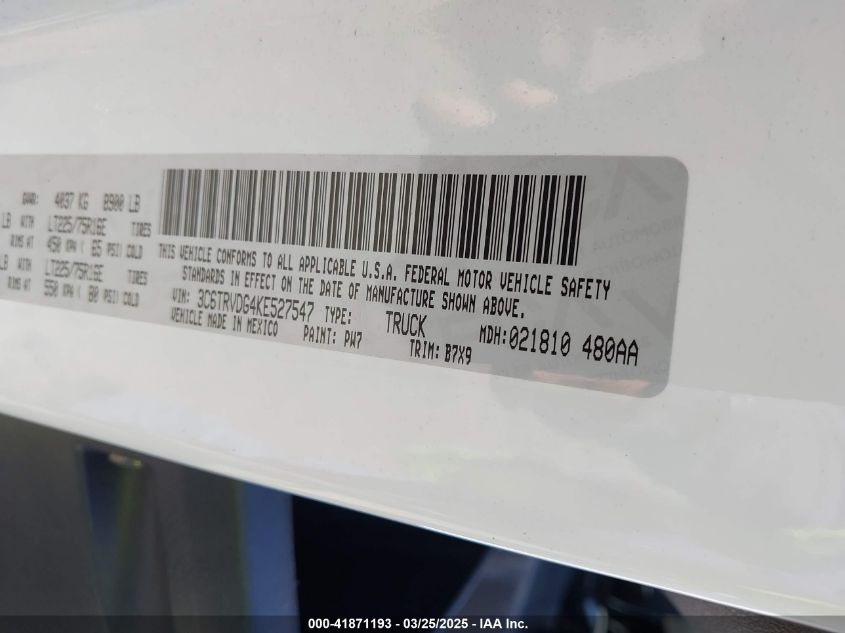 GVWR: 4037 KG 8900 LB
LB WITH LT225/75R16E TIRES
RIMS AT 450 KPA ( 65 PSI) COLD
LB WITH LT225/75R16E TIRES
RIMS AT 550 KPA ( 80 PSI) COLD
THIS VEHICLE CONFORMS TO ALL APPLICABLE U.S.A. FEDERAL MOTOR VEHICLE SAFETY
STANDARDS IN EFFECT ON THE DATE OF MANUFACTURE SHOWN ABOVE.
VIN: 3C6TRVDG4KE527547 TYPE: TRUCK MDH:021810 480AA
VEHICLE MADE IN MEXICO PAINT: PW7 TRIM: B7X9
000-41871193 - 03/25/2025 - IAA Inc.